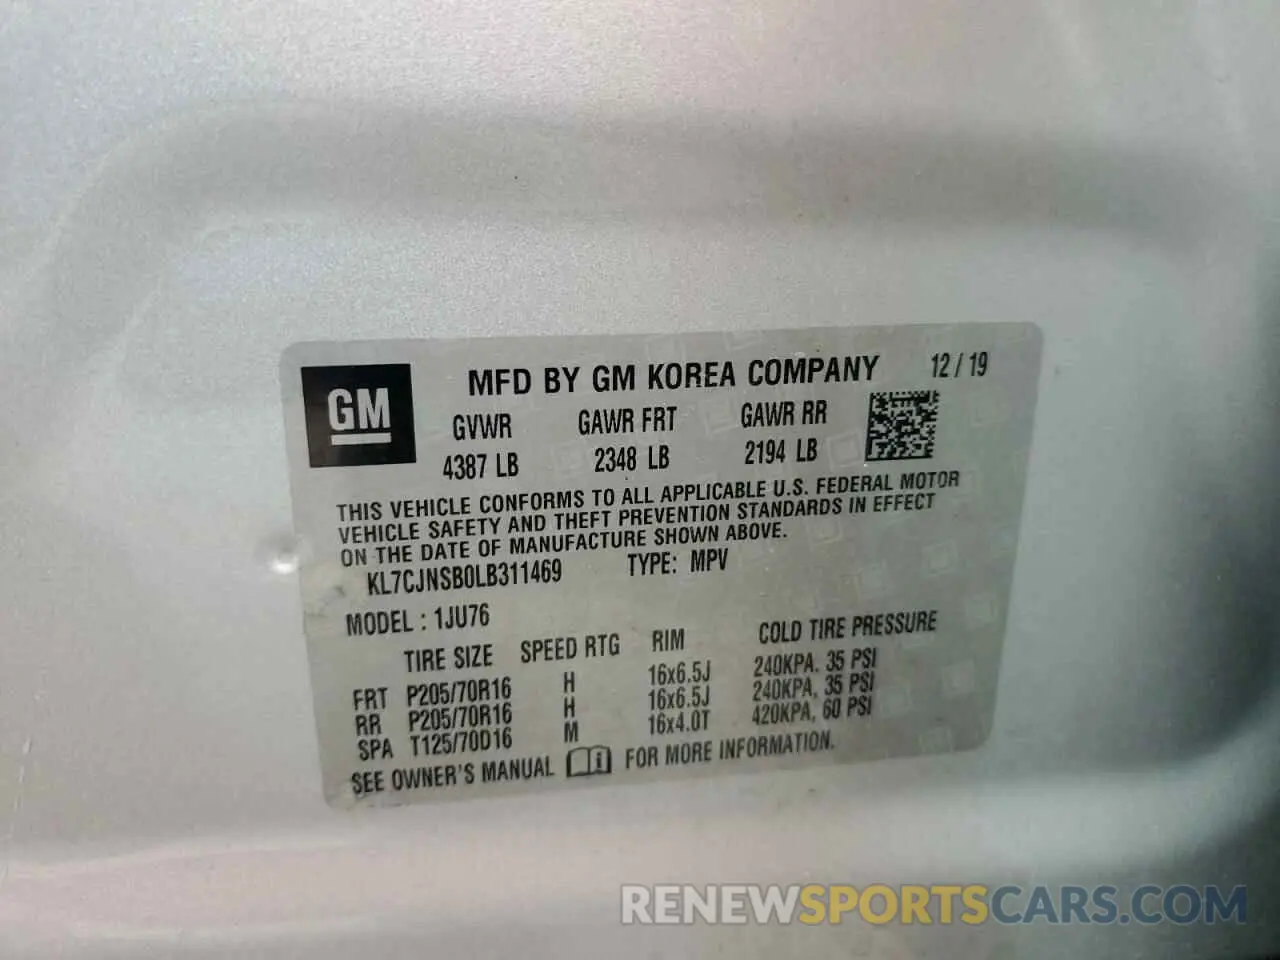 GM
MFD BY GM KOREA COMPANY 12 / 19
GVWR GAWR FRT GAWR RR
4387 LB 2348 LB 2194 LB
THIS VEHICLE CONFORMS TO ALL APPLICABLE U.S. FEDERAL MOTOR
VEHICLE SAFETY AND THEFT PREVENTION STANDARDS IN EFFECT
ON THE DATE OF MANUFACTURE SHOWN ABOVE.
KL7CJNSB0LB311469 TYPE: MPV
MODEL : 1JU76
TIRE SIZE SPEED RTG RIM COLD TIRE PRESSURE
FRT P205/70R16 H 16x6.5J 240KPA, 35 PSI
RR P205/70R16 H 16x6.5J 240KPA, 35 PSI
SPA T125/70D16 M 16x4.0T 420KPA, 60 PSI
SEE OWNER'S MANUAL i FOR MORE INFORMATION.
RENEWSPORTSCARS.COM